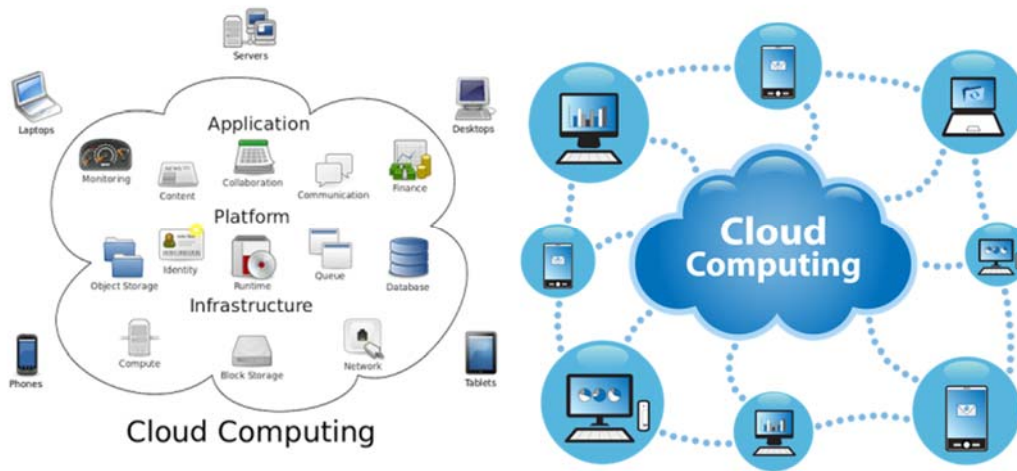 Servers
Laptops
Desktops
Application
Monitoring
Content
Collaboration
Communication
Finance
Platform
Object Storage
Identity
Runtime
Queue
Database
Infrastructure
Compute
Block Storage
Network
Phones
Tablets
Cloud Computing
Cloud
Computing